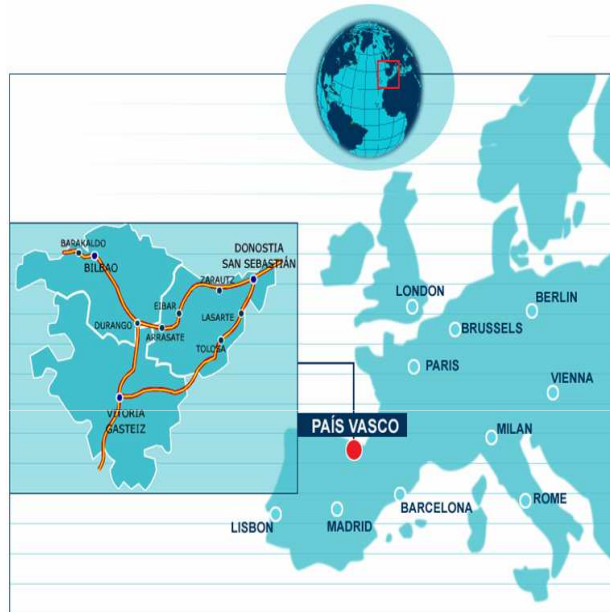 BARAKALDO
BILBAO
DONOSTIA
SAN SEBASTIÁN
ZARAUTZ
EIBAR
LASARTE
DURANGO
ARRASATE
TOLOSA
VITORIA
GASTEIZ
LONDON
BERLIN
BRUSSELS
PARIS
VIENNA
PAÍS VASCO
MILAN
BARCELONA
ROME
LISBON
MADRID